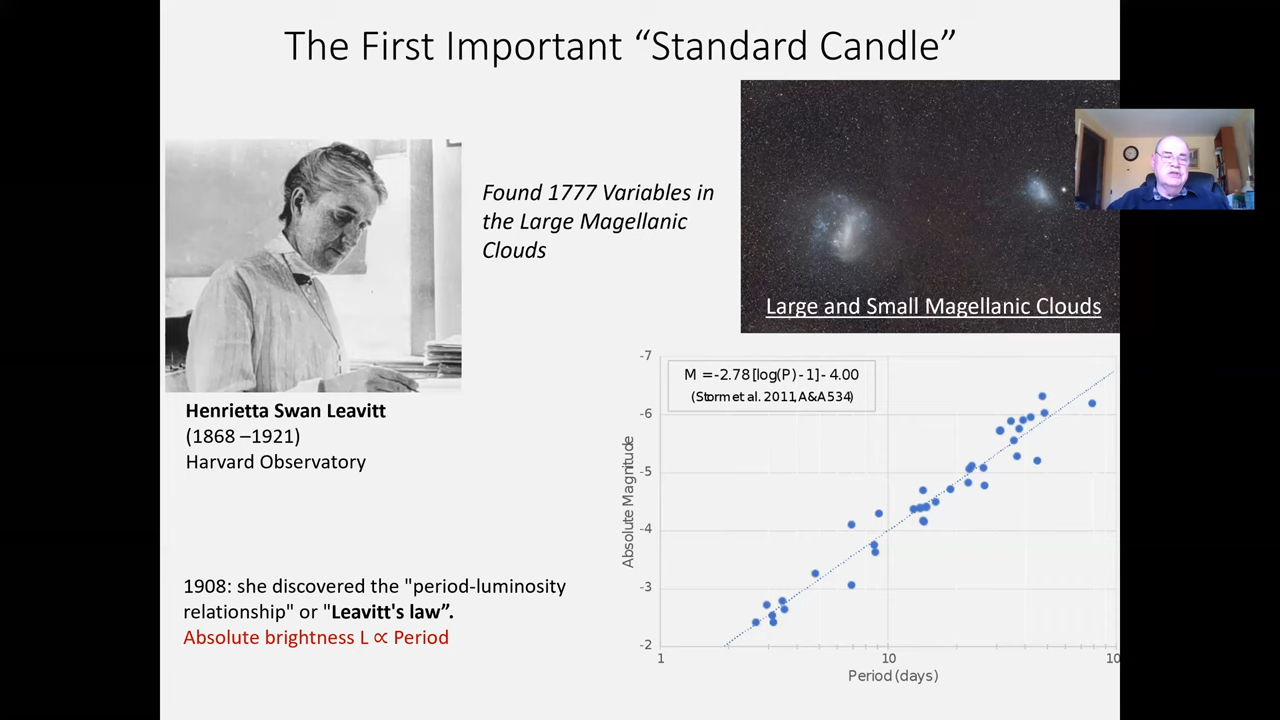 The First Important “Standard Candle”
Found 1777 Variables in
the Large Magellanic
Clouds
Large and Small Magellanic Clouds
Henrietta Swan Leavitt
(1868 –1921)
Harvard Observatory
1908: she discovered the "period-luminosity
relationship" or "Leavitt's law”.
Absolute brightness L ∝ Period
M =-2.78[log(P)-1]-4.00
(Storm et al. 2011,A&A534)
-7
-6
-5
-4
-3
-2
Absolute Magnitude
1
10
10
Period (days)